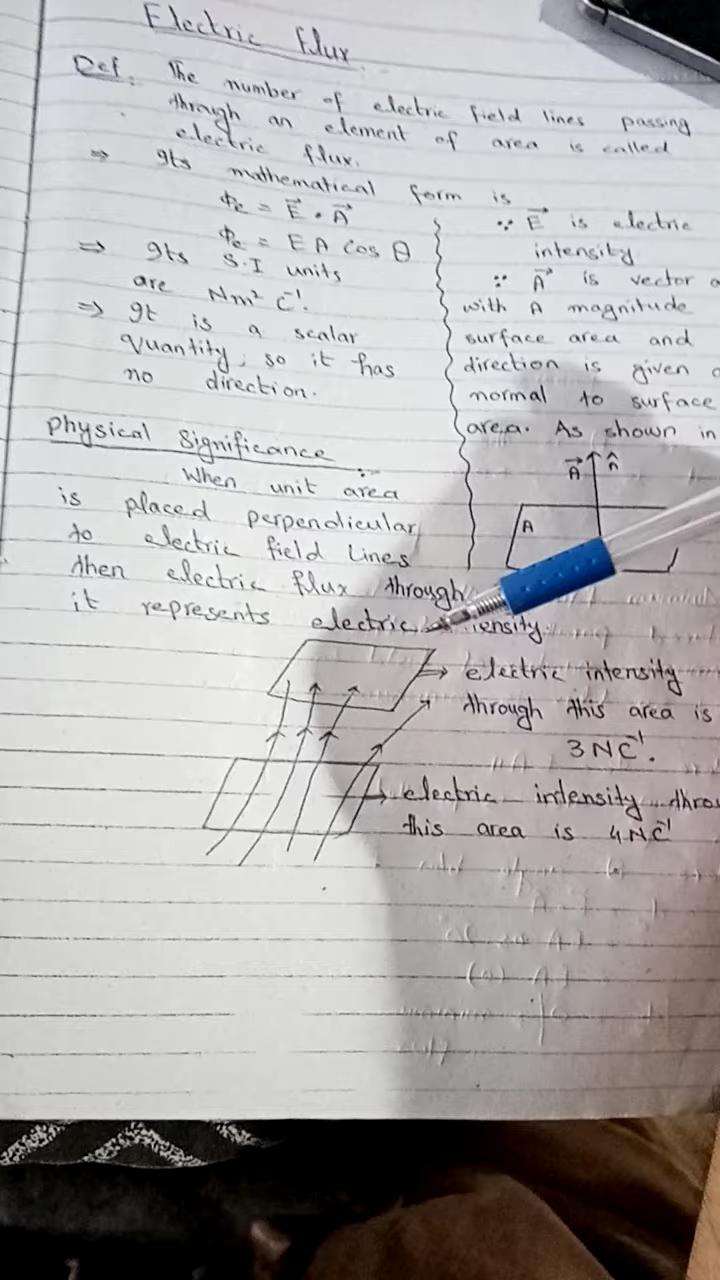 Electric flux
Def. The number of electric field lines passing
through an element of area is called
electric flux.
⇒ Its mathematical form is
Φe = E⃗ . A⃗
Φe = E A cos θ
⇒ Its S.I units
are Nm² C⁻¹.
⇒ It is a scalar
quantity, so it has
no direction.
∵ E⃗ is electric
intensity
∵ A⃗ is vector
with A magnitude
surface area and
direction is given
normal to surface
area. As shown in
A⃗ n̂
A
Physical Significance :-
When unit area
is placed perpendicular
to electric field lines
then electric flux through
it represents electric
→ electric intensity
through this area is
3NC⁻¹.
→ electric intensity
this area is 4NC⁻¹